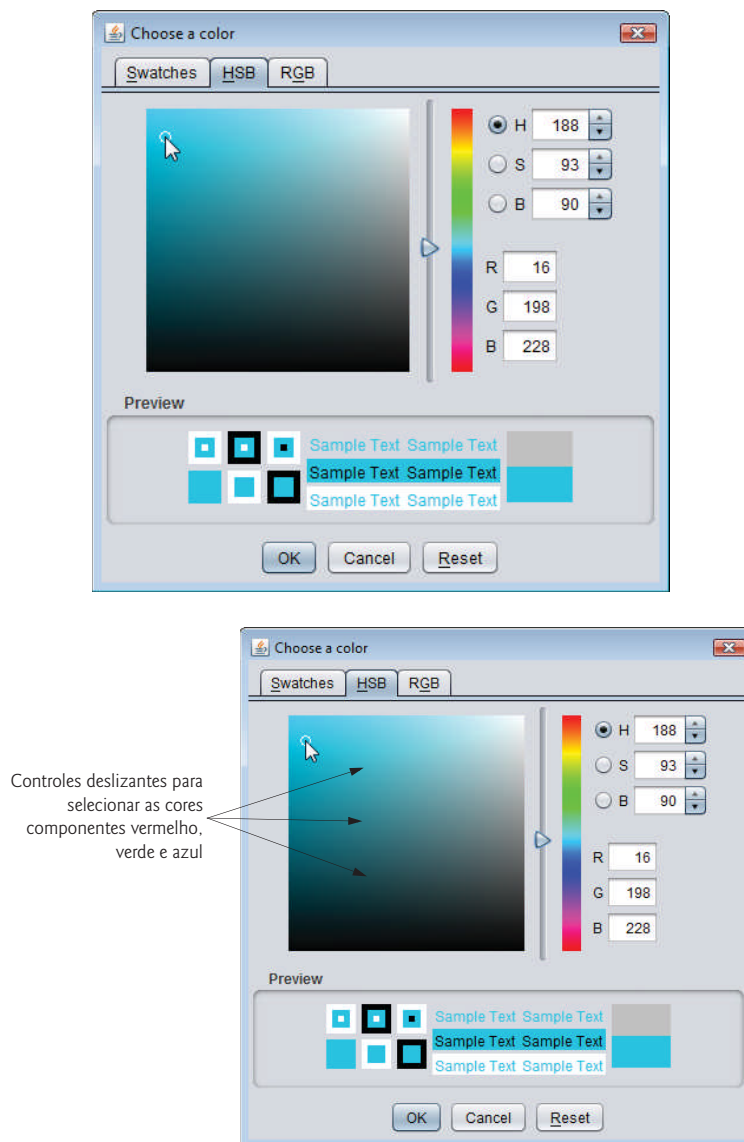 Choose a color
Swatches HSB RGB
H 188
S 93
B 90
R 16
G 198
B 228
Preview
Sample Text Sample Text
Sample Text Sample Text
Sample Text Sample Text
OK Cancel Reset
Choose a color
Swatches HSB RGB
Controles deslizantes para
selecionar as cores
componentes vermelho,
verde e azul
H 188
S 93
B 90
R 16
G 198
B 228
Preview
Sample Text Sample Text
Sample Text Sample Text
Sample Text Sample Text
OK Cancel Reset